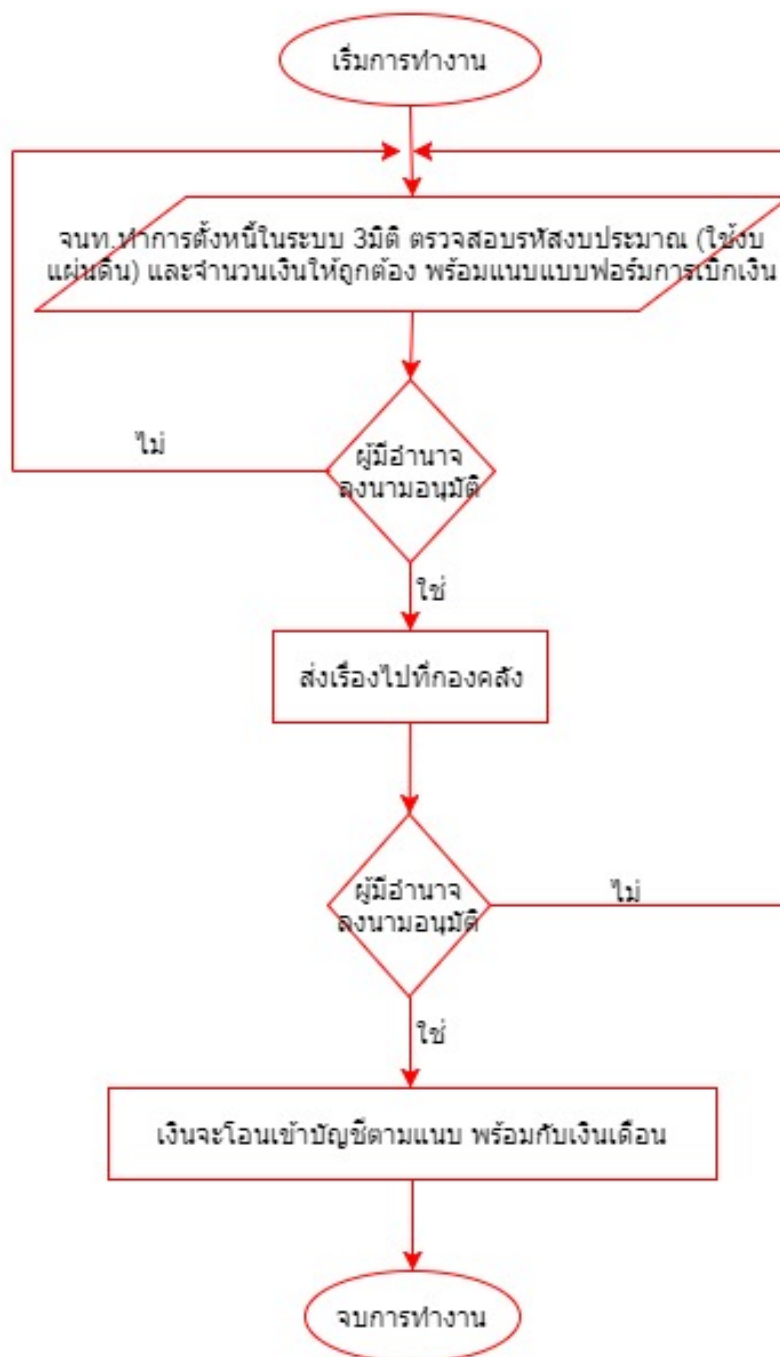 เริ่มการทำงาน
จนท.ทำการตั้งหนี้ในระบบ 3มิติ ตรวจสอบรหัสงบประมาณ (ใช้งบ
แผ่นดิน) และจำนวนเงินให้ถูกต้อง พร้อมแนบแบบฟอร์มการเบิกเงิน
ไม่
ผู้มีอำนาจ
ลงนามอนุมัติ
ใช่
ส่งเรื่องไปที่กองคลัง
ผู้มีอำนาจ
ลงนามอนุมัติ
ไม่
ใช่
เงินจะโอนเข้าบัญชีตามแนบ พร้อมกับเงินเดือน
จบการทำงาน